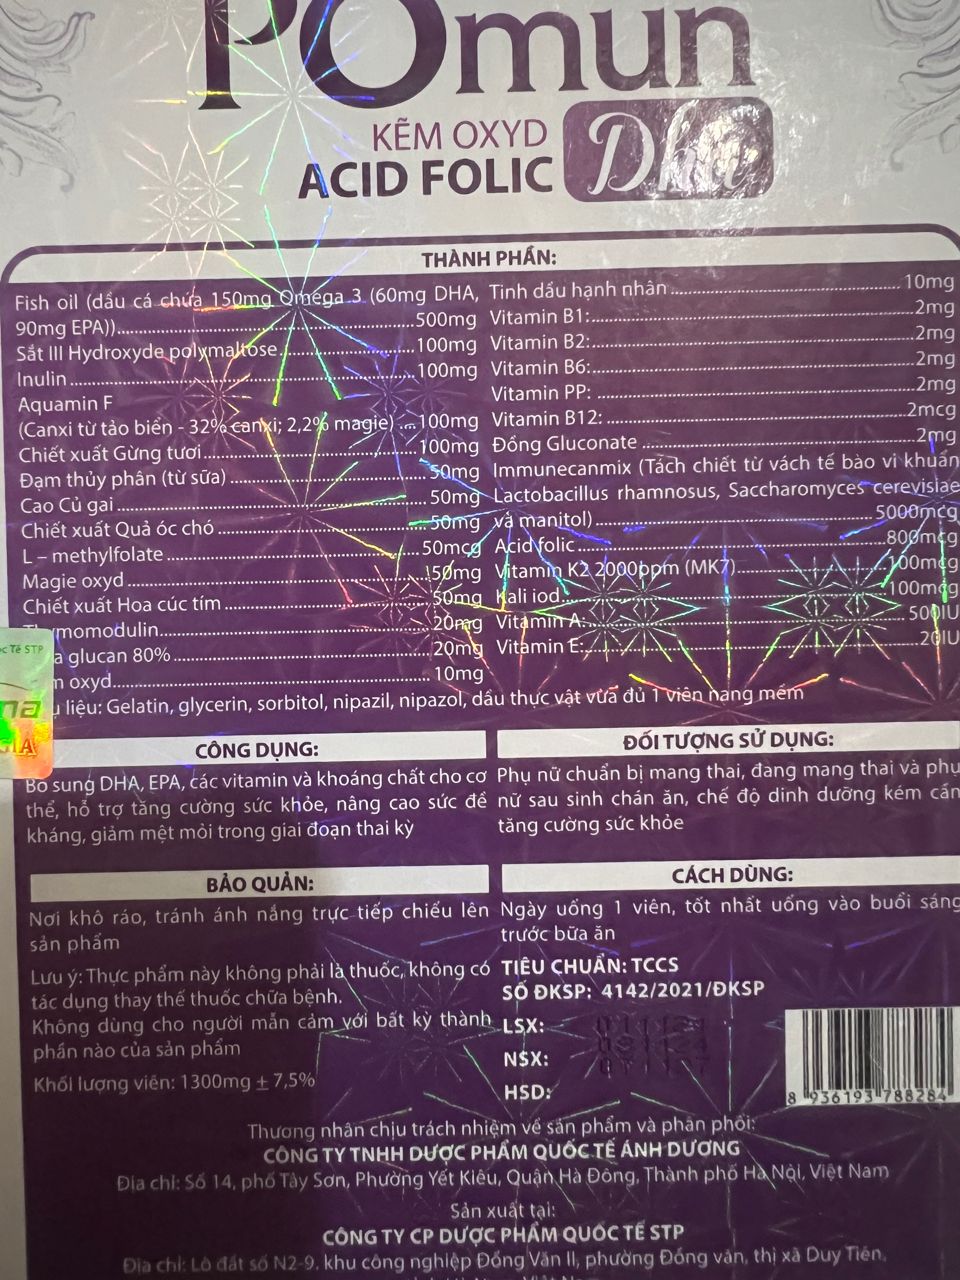 POmun
KẼM OXYD
ACID FOLIC
Dha
THÀNH PHẦN:
Fish oil (dầu cá chứa 150mg Omega 3 (60mg DHA,
90mg EPA))...500mg
Sắt III Hydroxyde polymaltose...100mg
Inulin...100mg
Aquamin F
(Canxi từ tảo biển - 32% canxi; 2,2% magie)...100mg
Chiết xuất Gừng tươi...100mg
Đạm thủy phân (từ sữa)...50mg
Cao Củ gai...50mg
Chiết xuất Quả óc chó...50mg
L – methylfolate...50mcg
Magie oxyd...50mg
Chiết xuất Hoa cúc tím...50mg
Thymomodulin...20mg
glucan 80%...20mg
oxyd...10mg
Tinh dầu hạnh nhân...10mg
Vitamin B1:...2mg
Vitamin B2:...2mg
Vitamin B6:...2mg
Vitamin PP:...2mg
Vitamin B12:...2mcg
Đồng Gluconate...2mg
Immunecanmix (Tách chiết từ vách tế bào vi khuẩn
Lactobacillus rhamnosus, Saccharomyces cerevisiae
và manitol)...5000mcg
Acid folic...800mcg
Vitamin K2 2000ppm (MK7)...100mcg
Kali iod...100mcg
Vitamin A:...500IU
Vitamin E:...20IU
liệu: Gelatin, glycerin, sorbitol, nipazil, nipazol, dầu thực vật vừa đủ 1 viên nang mềm
ốc Tế STP
CÔNG DỤNG:
Bổ sung DHA, EPA, các vitamin và khoáng chất cho cơ
thể, hỗ trợ tăng cường sức khỏe, nâng cao sức đề
kháng, giảm mệt mỏi trong giai đoạn thai kỳ
ĐỐI TƯỢNG SỬ DỤNG:
Phụ nữ chuẩn bị mang thai, đang mang thai và phụ
nữ sau sinh chán ăn, chế độ dinh dưỡng kém cần
tăng cường sức khỏe
BẢO QUẢN:
Nơi khô ráo, tránh ánh nắng trực tiếp chiếu lên
sản phẩm
Lưu ý: Thực phẩm này không phải là thuốc, không có
tác dụng thay thế thuốc chữa bệnh.
Không dùng cho người mẫn cảm với bất kỳ thành
phần nào của sản phẩm
Khối lượng viên: 1300mg ± 7,5%
CÁCH DÙNG:
Ngày uống 1 viên, tốt nhất uống vào buổi sáng
trước bữa ăn
TIÊU CHUẨN: TCCS
SỐ ĐKSP: 4142/2021/ĐKSP
LSX:
NSX:
HSD:
8 936193 788284
Thương nhân chịu trách nhiệm về sản phẩm và phân phối:
CÔNG TY TNHH DƯỢC PHẨM QUỐC TẾ ÁNH DƯƠNG
Địa chỉ: Số 14, phố Tây Sơn, Phường Yết Kiêu, Quận Hà Đông, Thành phố Hà Nội, Việt Nam
Sản xuất tại:
CÔNG TY CP DƯỢC PHẨM QUỐC TẾ STP
Địa chỉ: Lô đất số N2-9, khu công nghiệp Đồng Văn II, phường Đồng văn, thị xã Duy Tiên,